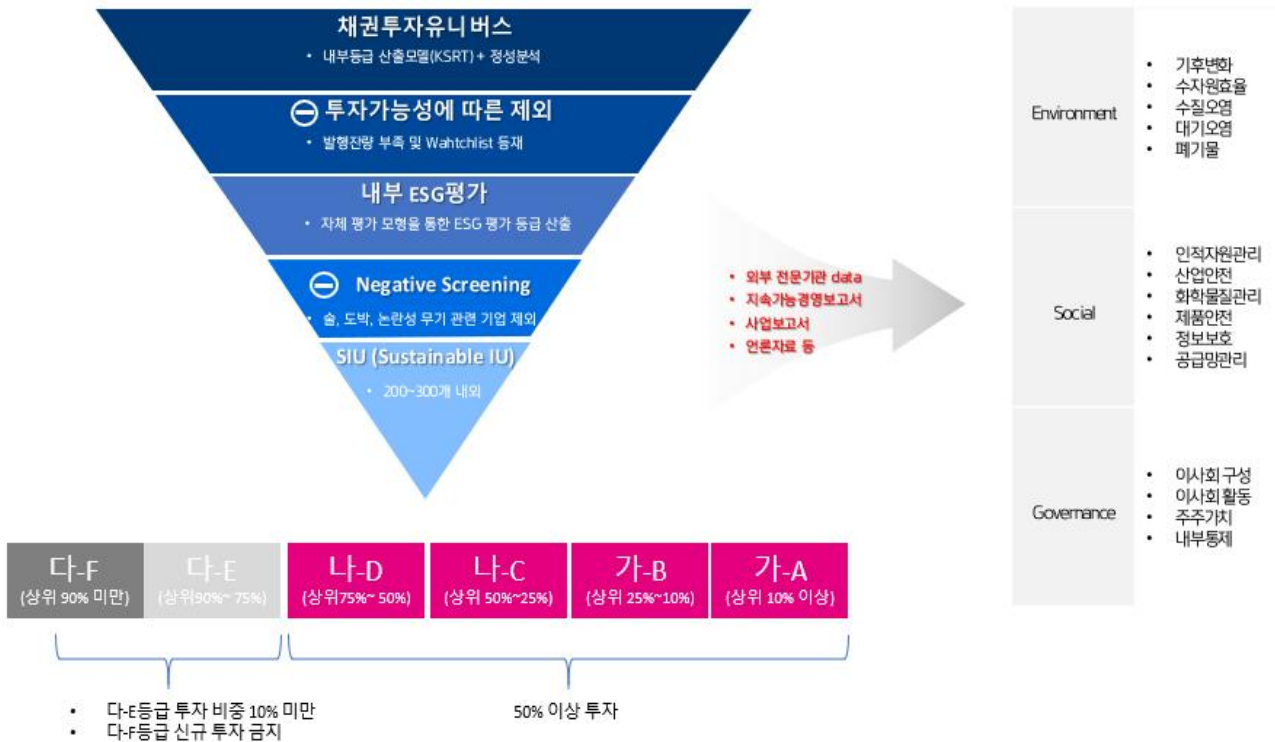 채권투자유니버스
• 내부등급 산출모델(KSRT) + 정성분석
투자가능성에 따른 제외
• 발행잔량 부족 및 Wahtchlist 등재
내부 ESG평가
• 자체 평가 모형을 통한 ESG 평가 등급 산출
Negative Screening
• 술, 도박, 논란성 무기 관련 기업 제외
SIU (Sustainable IU)
• 200~300개 내외
• 외부 전문기관 data
• 지속가능경영보고서
• 사업보고서
• 언론자료 등
Environment
• 기후변화
• 수자원효율
• 수질오염
• 대기오염
• 폐기물
Social
• 인적자원관리
• 산업안전
• 화학물질관리
• 제품안전
• 정보보호
• 공급망관리
Governance
• 이사회 구성
• 이사회 활동
• 주주가치
• 내부통제
다-F
(상위 90% 미만)
다-E
(상위90%~ 75%)
나-D
(상위75%~ 50%)
나-C
(상위 50%~25%)
가-B
(상위 25%~10%)
가-A
(상위 10% 이상)
• 다-E등급 투자 비중 10% 미만
• 다-F등급 신규 투자 금지
50% 이상 투자